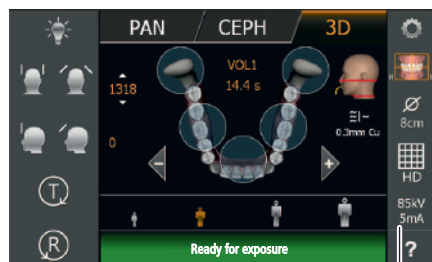 PAN
CEPH
3D
VOL1
14.4 s
1318
0
0.3mm Cu
8cm
HD
85kV
5mA
T
R
Ready for exposure
?